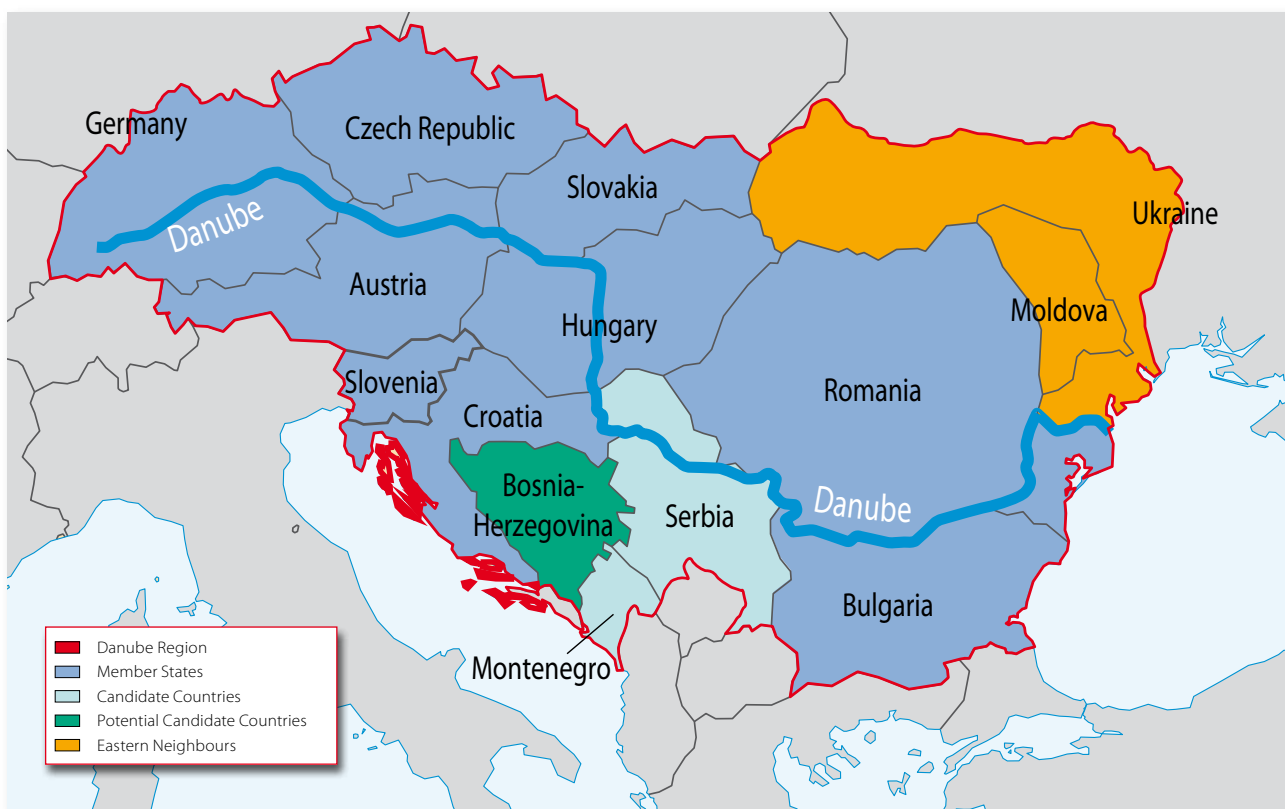 Germany
Czech Republic
Slovakia
Danube
Ukraine
Austria
Moldova
Hungary
Slovenia
Romania
Croatia
Bosnia-
Herzegovina
Serbia
Danube
Bulgaria
Montenegro
Danube Region
Member States
Candidate Countries
Potential Candidate Countries
Eastern Neighbours